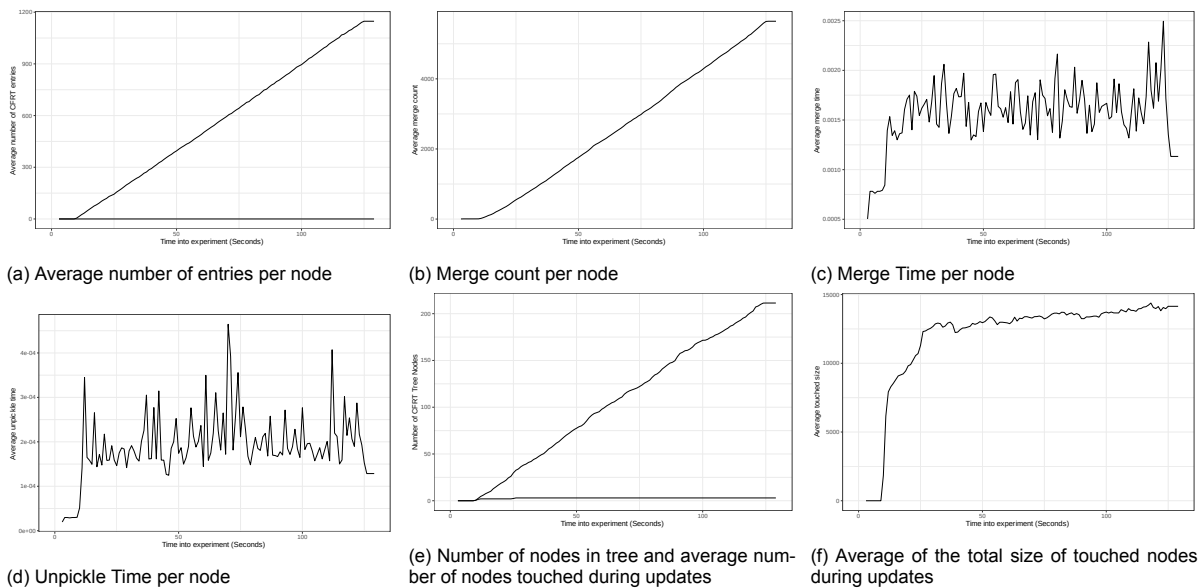 1200
900
600
300
0
Average number of CFRT entries
50
100
Time into experiment (Seconds)
(a) Average number of entries per node
4000
2000
0
Average merge count
50
100
Time into experiment (Seconds)
(b) Merge count per node
0.0025
0.0020
0.0015
0.0010
0.0005
Average merge time
0
50
100
Time into experiment (Seconds)
(c) Merge Time per node
4e-04
3e-04
2e-04
1e-04
0e+00
Average unpickle time
0
50
100
Time into experiment (Seconds)
(d) Unpickle Time per node
200
150
100
50
0
Number of CFRT Tree Nodes
50
100
Time into experiment (Seconds)
(e) Number of nodes in tree and average num-
ber of nodes touched during updates
15000
10000
5000
0
Average touched size
0
50
100
Time into experiment (Seconds)
(f) Average of the total size of touched nodes
during updates